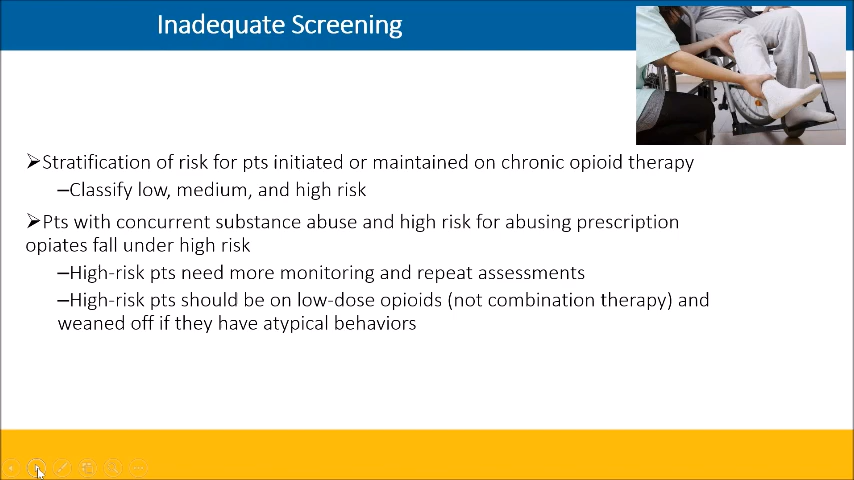 Inadequate Screening
➢Stratification of risk for pts initiated or maintained on chronic opioid therapy
–Classify low, medium, and high risk
➢Pts with concurrent substance abuse and high risk for abusing prescription
opiates fall under high risk
–High-risk pts need more monitoring and repeat assessments
–High-risk pts should be on low-dose opioids (not combination therapy) and
weaned off if they have atypical behaviors